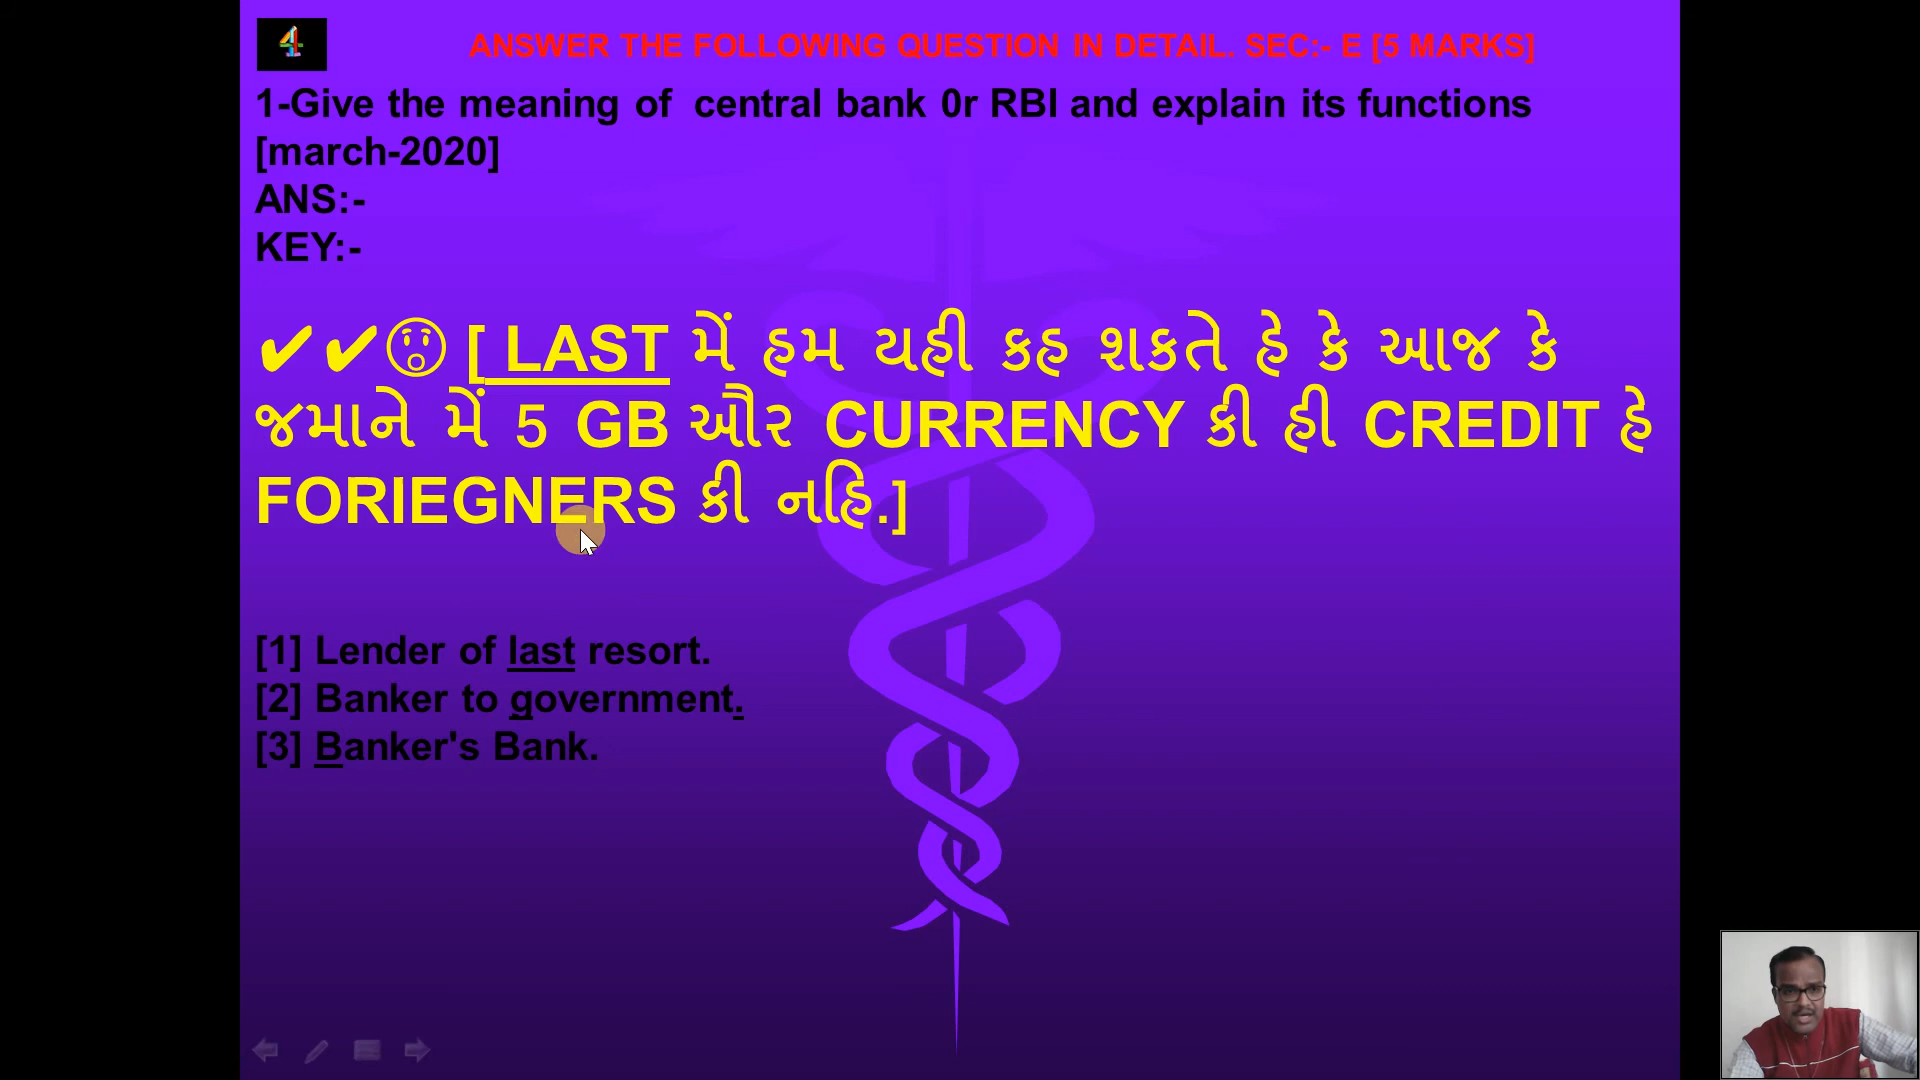 4
ANSWER THE FOLLOWING QUESTION IN DETAIL. SEC:- E [5 MARKS]
1-Give the meaning of central bank 0r RBI and explain its functions
[march-2020]
ANS:-
KEY:-
✔✔😲[ LAST મેં હમ યહી કહ શકતે હે કે આજ કે
જમાને મેં 5 GB ઔર CURRENCY કી હી CREDIT હે
FORIEGNERS કી નહિ.]
[1] Lender of last resort.
[2] Banker to government.
[3] Banker's Bank.